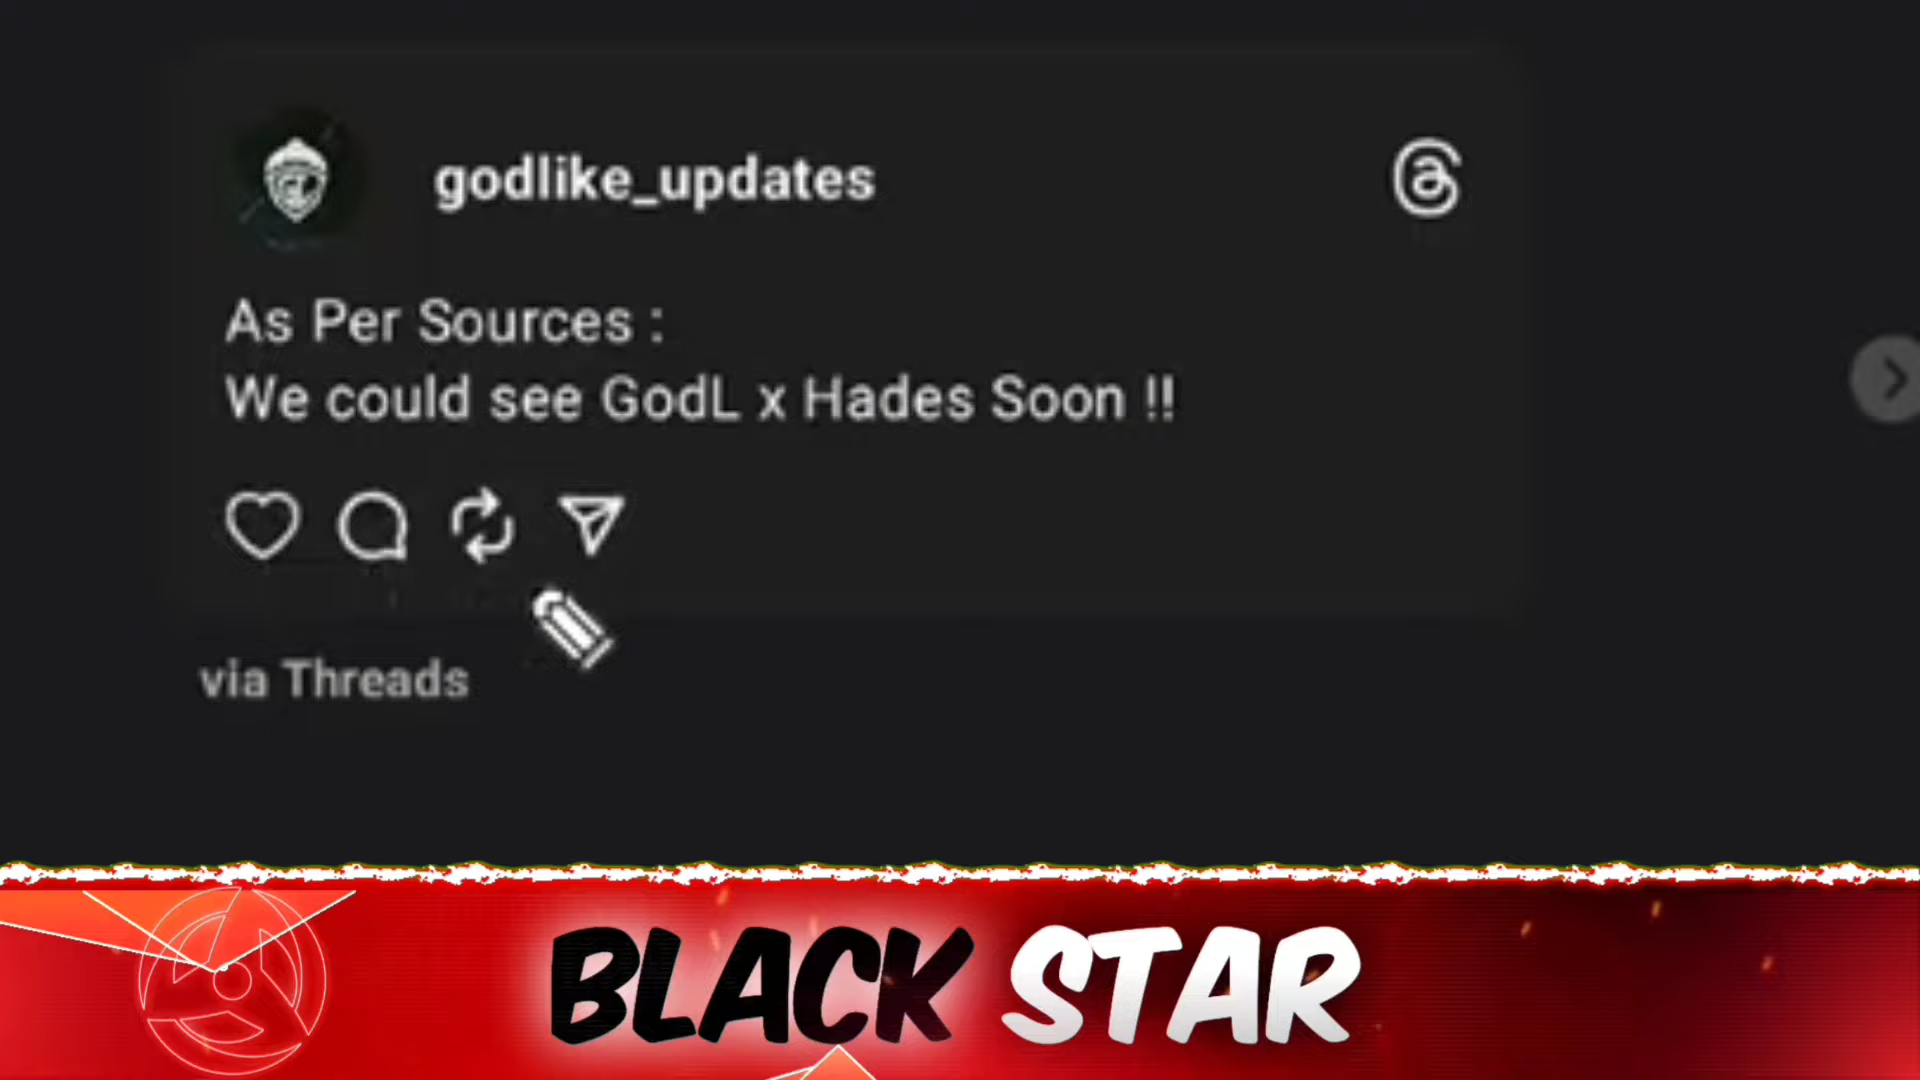 godlike_updates
As Per Sources :
We could see GodL x Hades Soon !!
via Threads
BLACK STAR